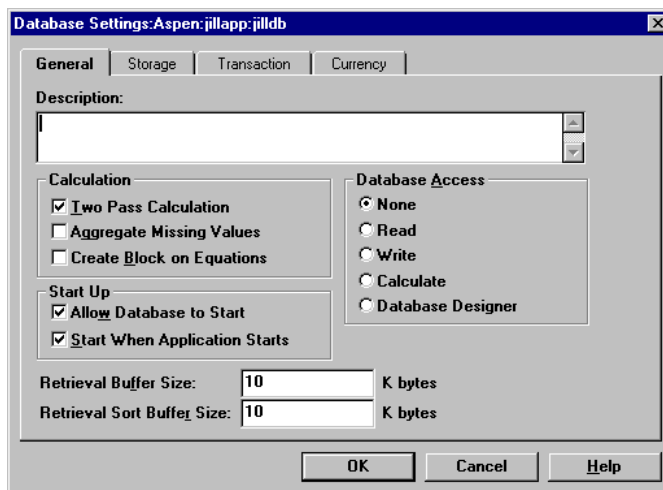 Database Settings:Aspen:jillapp:jilldb
General Storage Transaction Currency
Description:
Calculation
Two Pass Calculation
Aggregate Missing Values
Create Block on Equations
Database Access
None
Read
Write
Calculate
Database Designer
Start Up
Allow Database to Start
Start When Application Starts
Retrieval Buffer Size: 10 K bytes
Retrieval Sort Buffer Size: 10 K bytes
OK Cancel Help